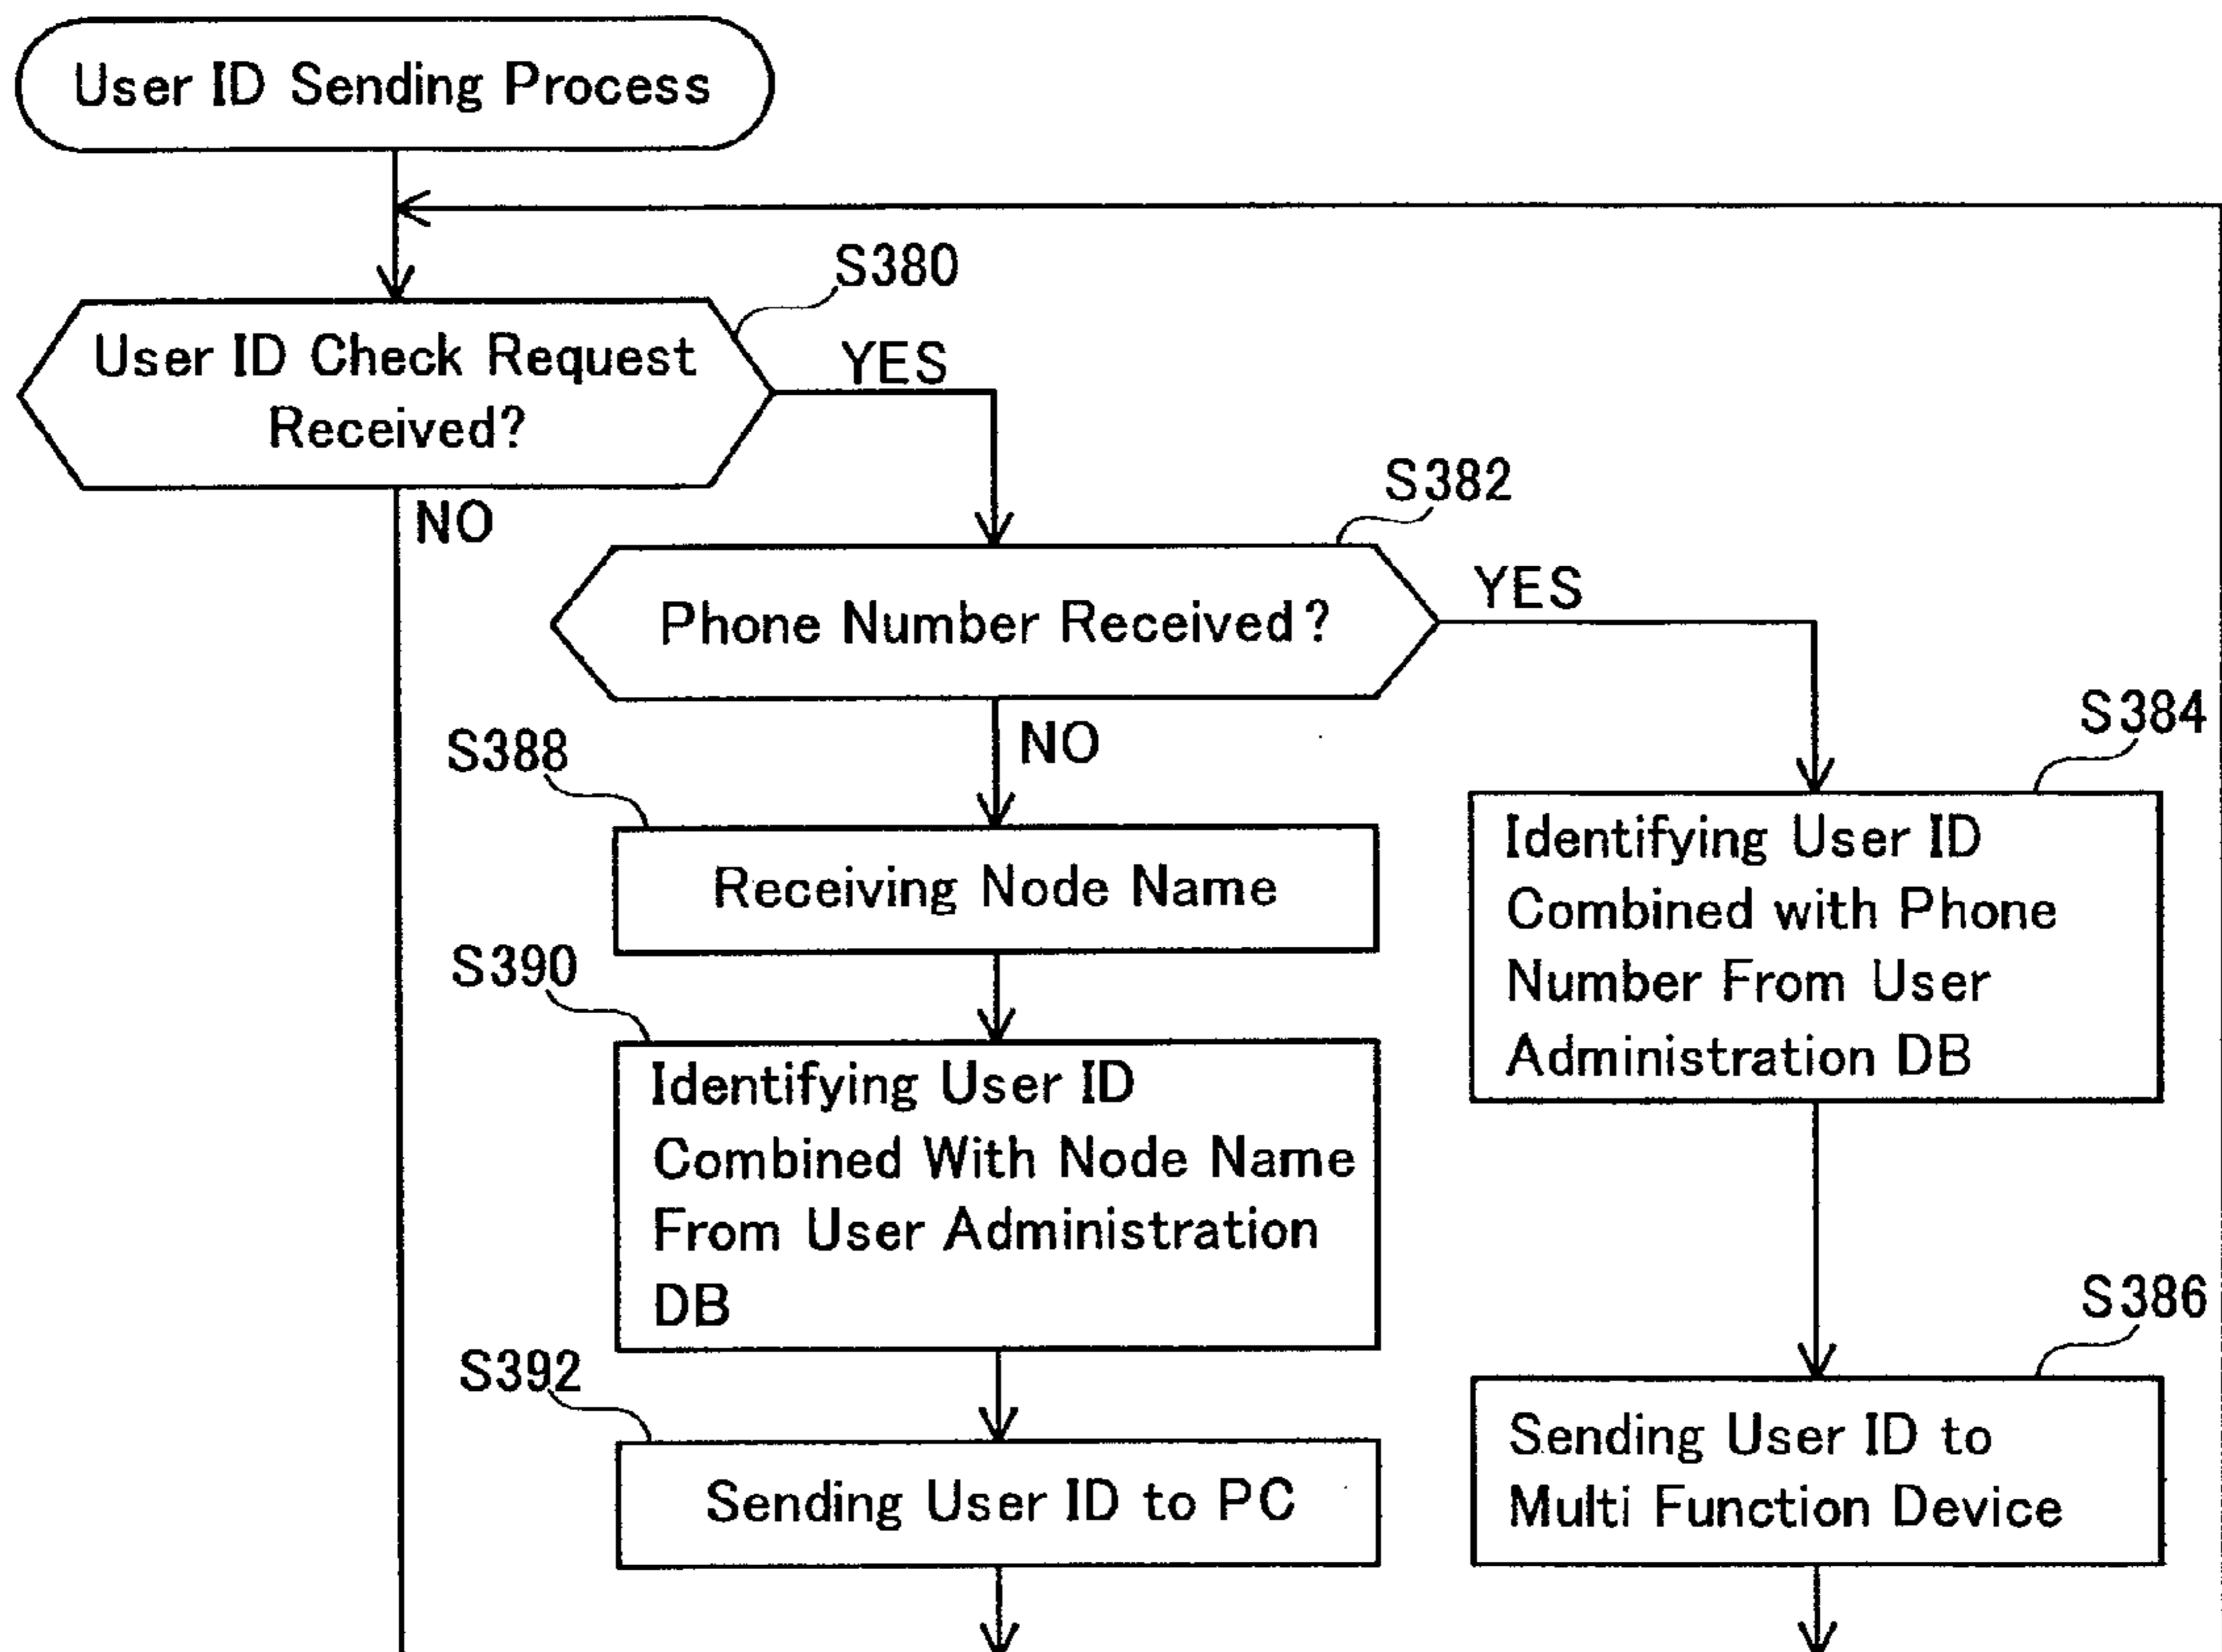 User ID Sending Process
S380
User ID Check Request
Received?
YES
NO
S382
Phone Number Received?
YES
NO
S384
Identifying User ID
Combined with Phone
Number From User
Administration DB
S388
Receiving Node Name
S390
Identifying User ID
Combined With Node Name
From User Administration
DB
S386
Sending User ID to
Multi Function Device
S392
Sending User ID to PC